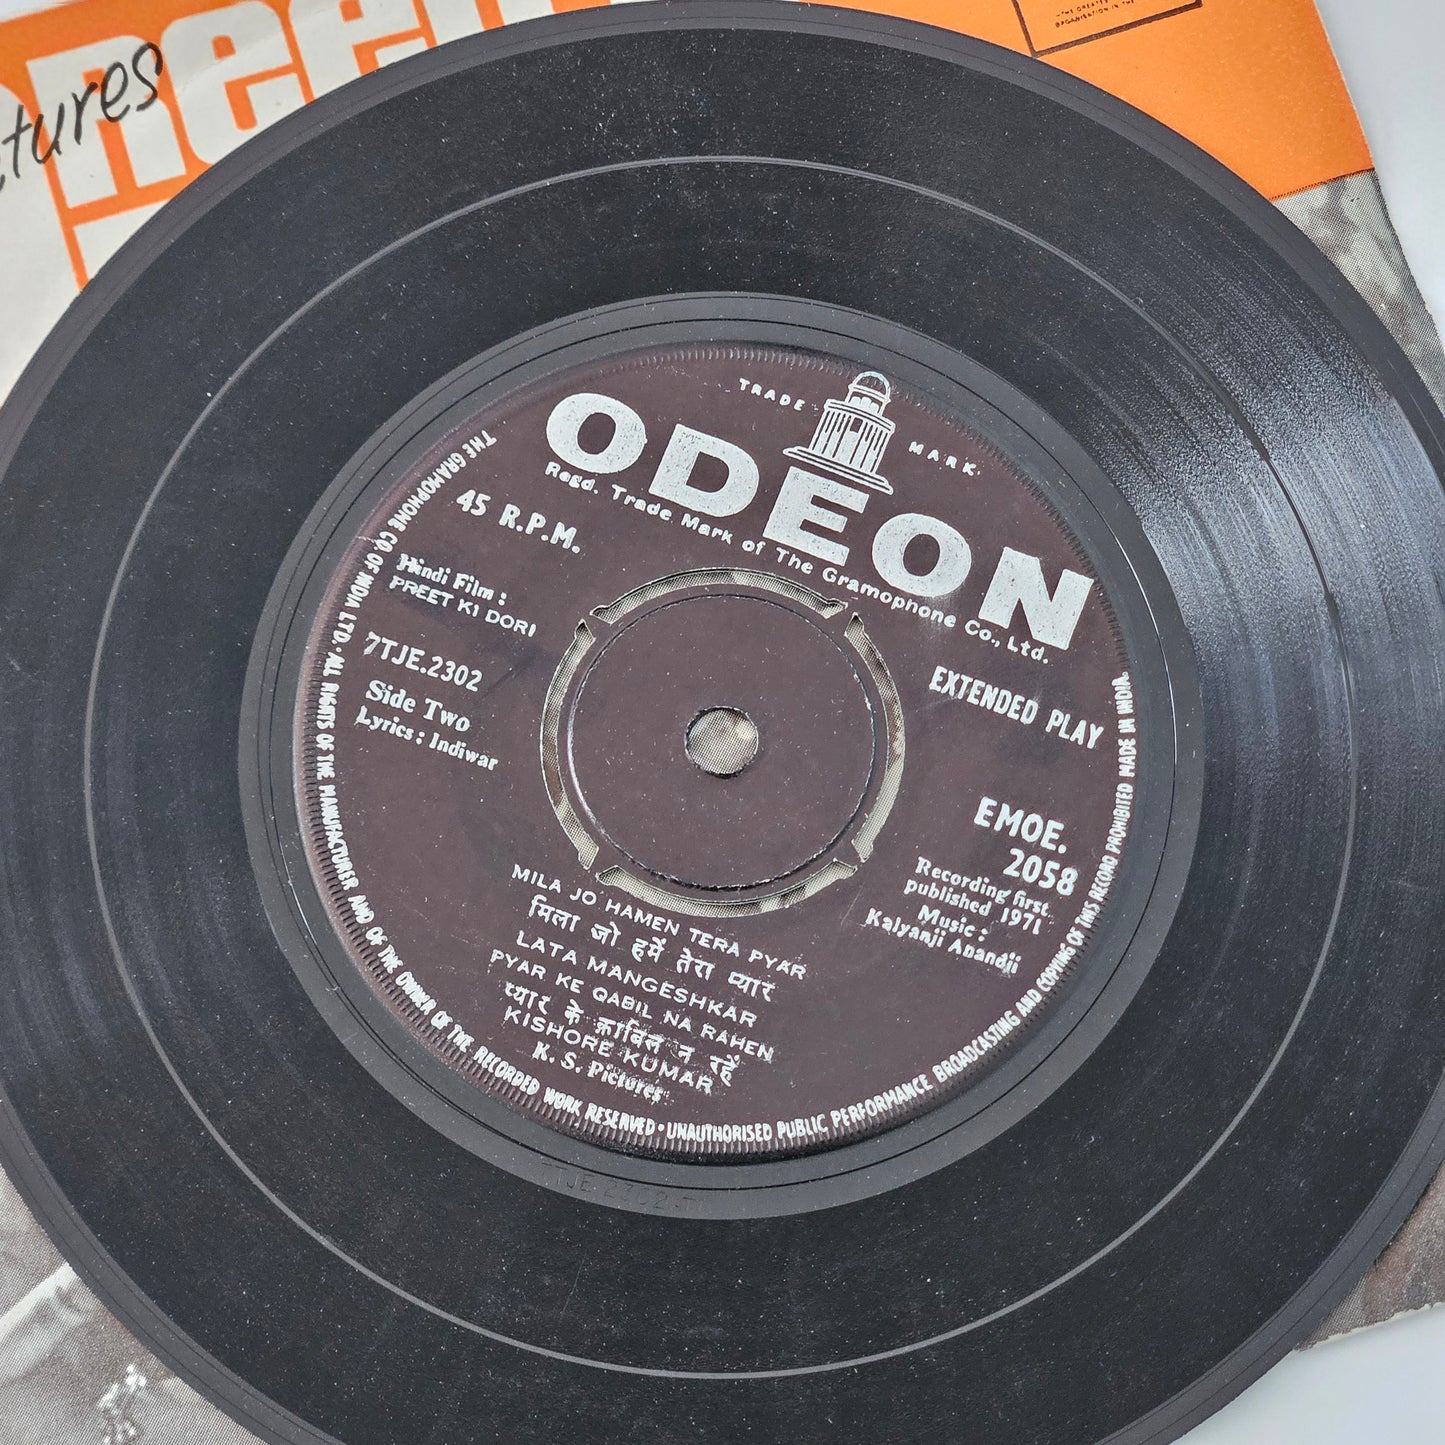 tures
TRADE MARK
ODEON
Regd. Trade Mark of The Gramophone Co., Ltd.
45 R.P.M.
EXTENDED PLAY
Hindi Film :
PREET KI DORI
7TJE.2302
Side Two
Lyrics : Indiwar
EMOE.
2058
Recording first
published 1971
Music :
Kalyanji Anandji
MILA JO HAMEN TERA PYAR
मिला जो हमें तेरा प्यार
LATA MANGESHKAR
PYAR KE QABIL NA RAHEN
प्यार के क़ाबिल न रहें
KISHORE KUMAR
K. S. Pictures
THE GRAMOPHONE CO. OF INDIA LTD. · ALL RIGHTS OF THE MANUFACTURER AND OF THE OWNER OF THE RECORDED WORK RESERVED · UNAUTHORISED PUBLIC PERFORMANCE BROADCASTING AND COPYING OF THIS RECORD PROHIBITED MADE IN INDIA.